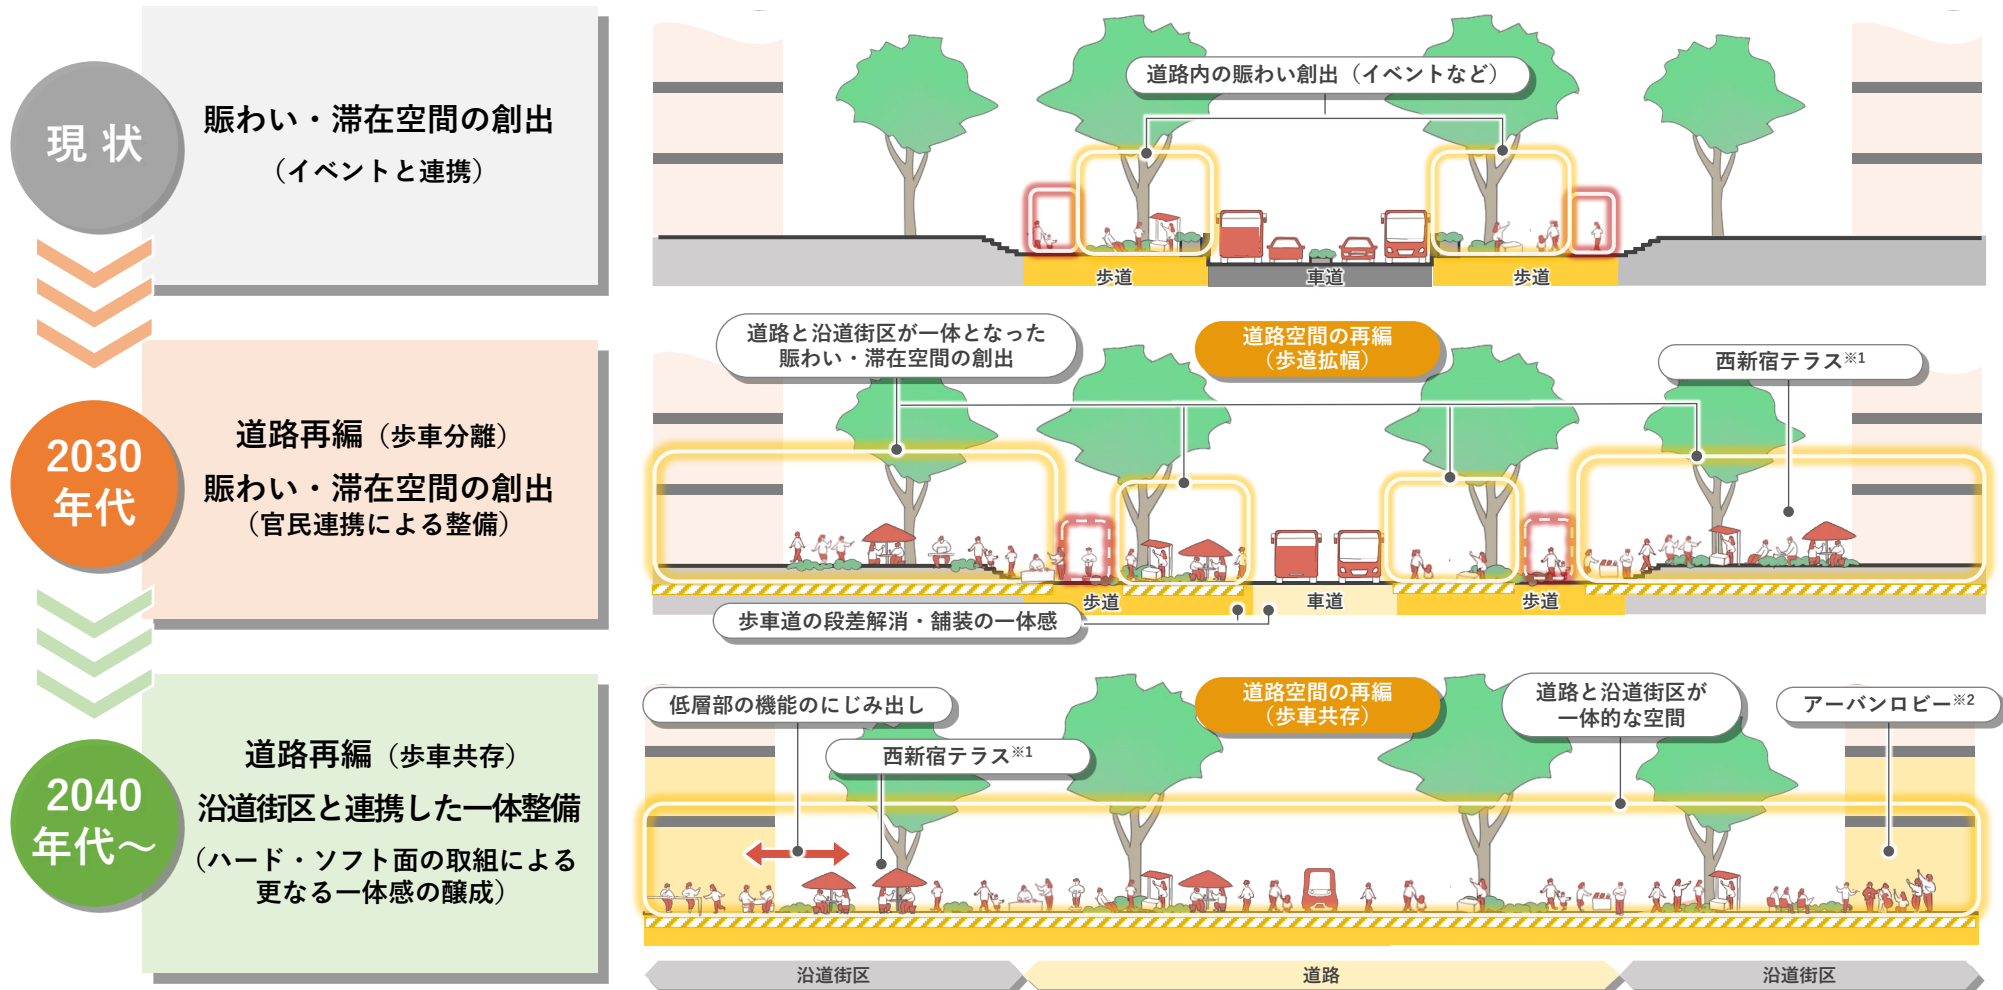 現状
賑わい・滞在空間の創出
（イベントと連携）
道路内の賑わい創出（イベントなど）
歩道
車道
歩道
2030
年代
道路再編（歩車分離）
賑わい・滞在空間の創出
（官民連携による整備）
道路と沿道街区が一体となった
賑わい・滞在空間の創出
道路空間の再編
（歩道拡幅）
西新宿テラス※1
歩道
車道
歩道
歩車道の段差解消・舗装の一体感
2040
年代～
道路再編（歩車共存）
沿道街区と連携した一体整備
（ハード・ソフト面の取組による
更なる一体感の醸成）
低層部の機能のにじみ出し
西新宿テラス※1
道路空間の再編
（歩車共存）
道路と沿道街区が
一体的な空間
アーバンロビー※2
沿道街区
道路
沿道街区